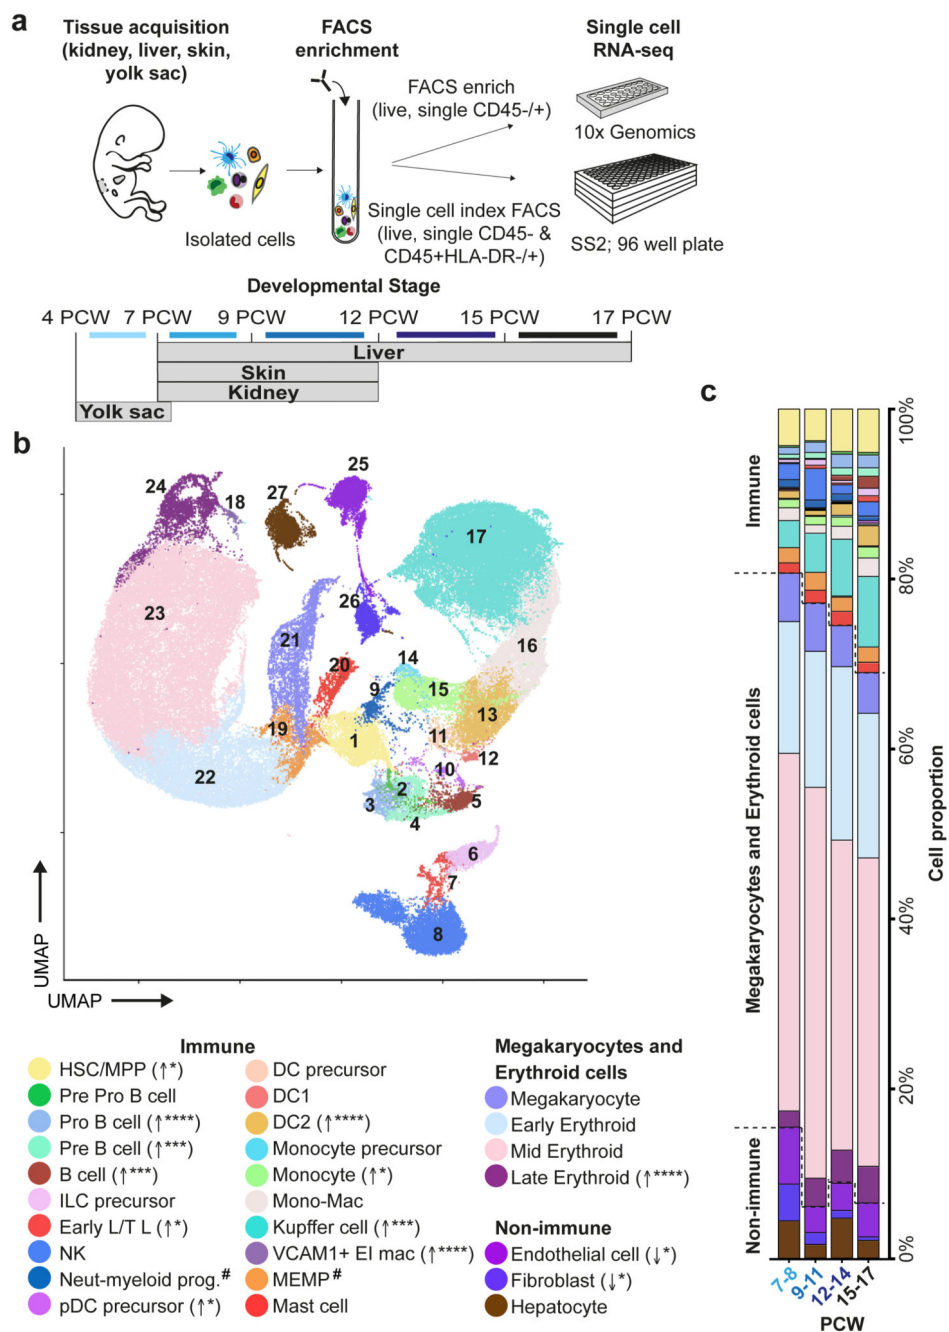 a
Tissue acquisition
(kidney, liver, skin,
yolk sac)
FACS
enrichment
Single cell
RNA-seq
FACS enrich
(live, single CD45-/+)
10x Genomics
Isolated cells
Single cell index FACS
(live, single CD45- &
CD45+HLA-DR-/+)
SS2; 96 well plate
Developmental Stage
4 PCW 7 PCW 9 PCW 12 PCW 15 PCW 17 PCW
Liver
Skin
Kidney
Yolk sac
b
24
18
27
25
17
23
26
21
16
20
14
9
15
19
13
1
11
12
22
10
2
3
5
4
6
7
8
UMAP
UMAP
c
Immune
Megakaryocytes and Erythroid cells
Non-immune
100%
80%
60%
40%
20%
0%
Cell proportion
7-8
9-11
12-14
15-17
PCW
Immune
HSC/MPP (↑*)
Pre Pro B cell
Pro B cell (↑****)
Pre B cell (↑***)
B cell (↑***)
ILC precursor
Early L/T L (↑*)
NK
Neut-myeloid prog.#
pDC precursor (↑*)
DC precursor
DC1
DC2 (↑****)
Monocyte precursor
Monocyte (↑*)
Mono-Mac
Kupffer cell (↑***)
VCAM1+ EI mac (↑****)
MEMP#
Mast cell
Megakaryocytes and
Erythroid cells
Megakaryocyte
Early Erythroid
Mid Erythroid
Late Erythroid (↑****)
Non-immune
Endothelial cell (↓*)
Fibroblast (↓*)
Hepatocyte